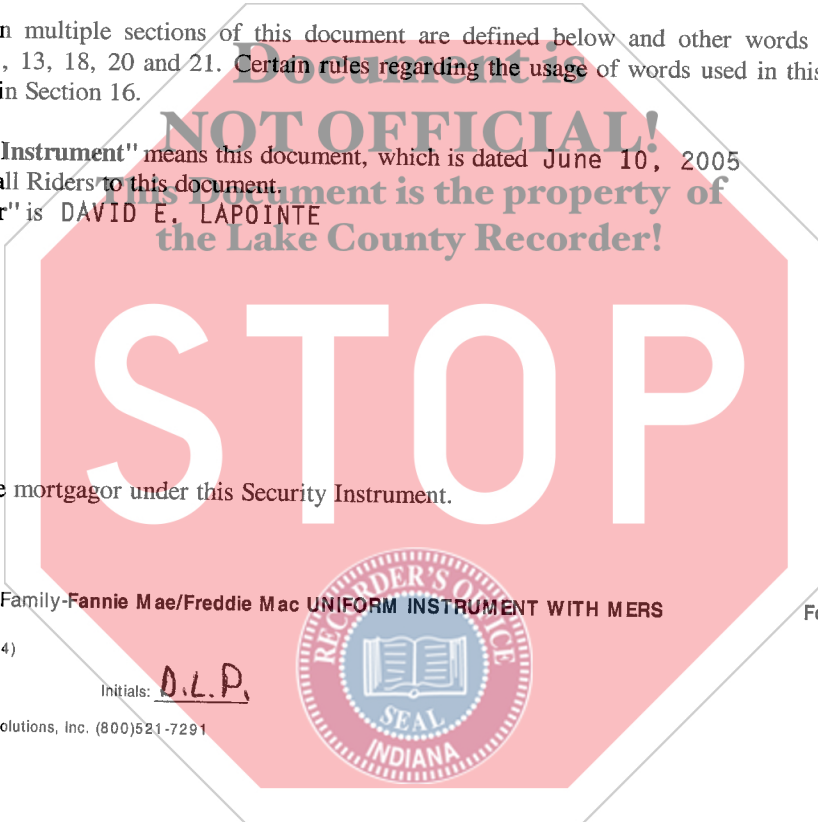 n multiple sections of this document are defined below and other words
, 13, 18, 20 and 21. Certain rules regarding the usage of words used in this
in Section 16.
Document is
NOT OFFICIAL!
This Document is the property of
the Lake County Recorder!
Instrument" means this document, which is dated June 10, 2005
all Riders to this document.
r" is DAVID E. LAPOINTE
STOP
e mortgagor under this Security Instrument.
Family-Fannie Mae/Freddie Mac UNIFORM INSTRUMENT WITH MERS
Fo
4)
Initials: D.L.P.
olutions, Inc. (800)521-7291
RECORDER'S OFFICE
SEAL
INDIANA